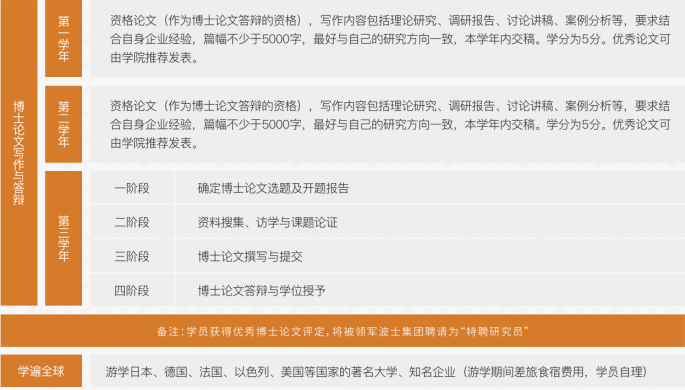 博士论文写作与答辩
第一学年
资格论文（作为博士论文答辩的资格），写作内容包括理论研究、调研报告、讨论讲稿、案例分析等，要求结
合自身企业经验，篇幅不少于5000字，最好与自己的研究方向一致，本学年内交稿。学分为5分。优秀论文可
由学院推荐发表。
第二学年
资格论文（作为博士论文答辩的资格），写作内容包括理论研究、调研报告、讨论讲稿、案例分析等，要求结
合自身企业经验，篇幅不少于5000字，最好与自己的研究方向一致，本学年内交稿。学分为5分。优秀论文可
由学院推荐发表。
第三学年
一阶段 确定博士论文选题及开题报告
二阶段 资料搜集、访学与课题论证
三阶段 博士论文撰写与提交
四阶段 博士论文答辩与学位授予
备注：学员获得优秀博士论文评定，将被领军波士集团聘请为“特聘研究员”
学遍全球 游学日本、德国、法国、以色列、美国等国家的著名大学、知名企业（游学期间差旅食宿费用，学员自理）